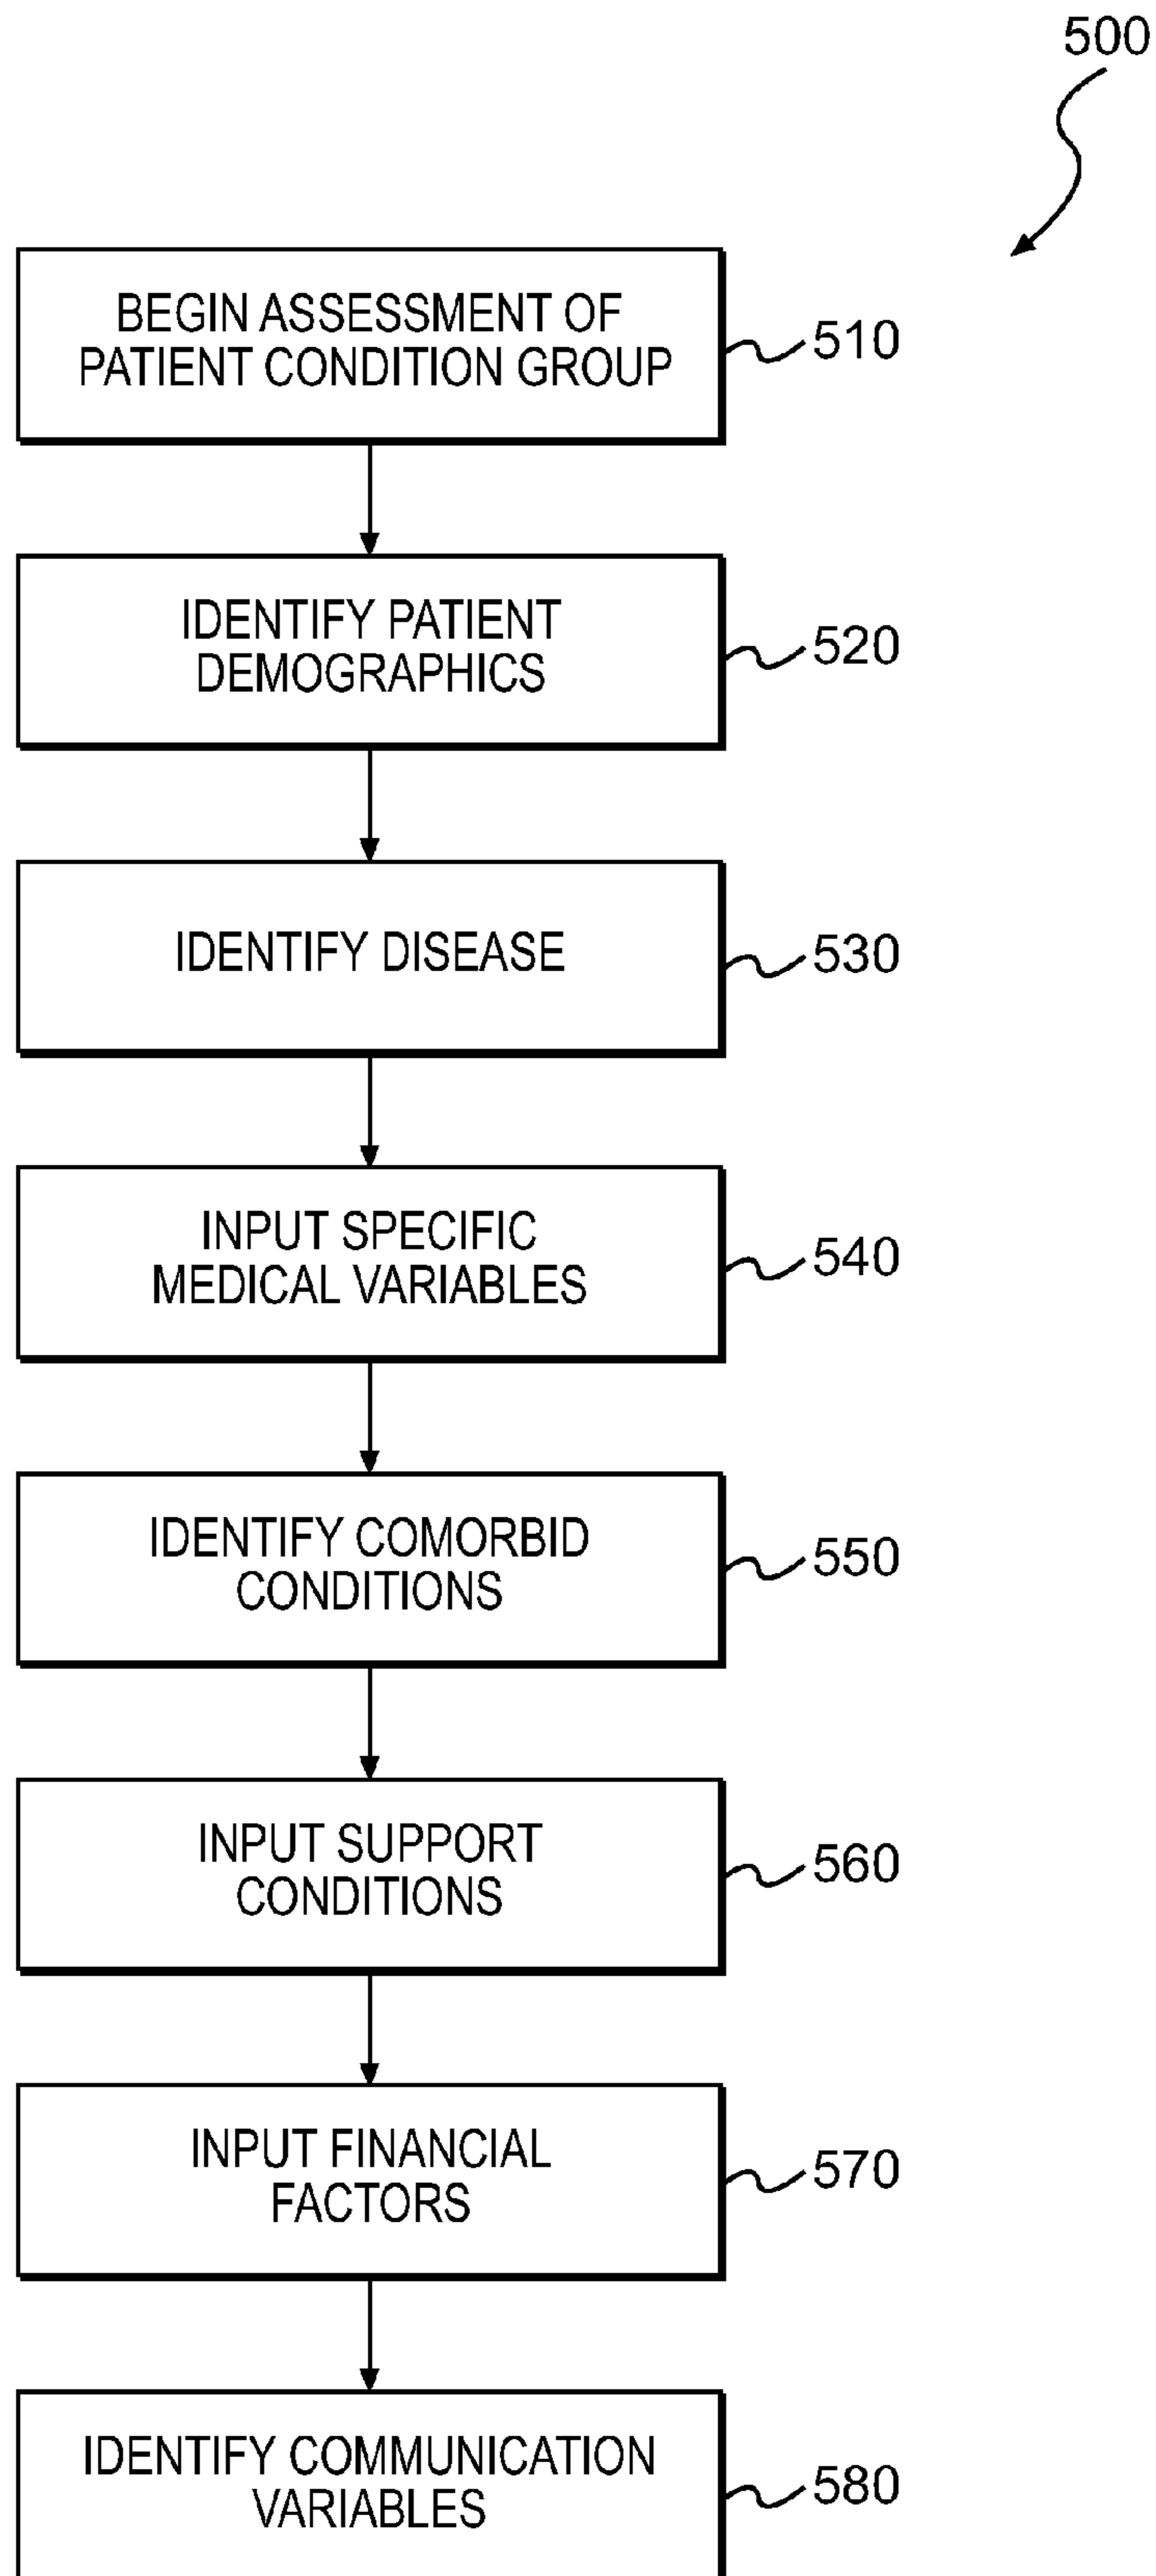 500
BEGIN ASSESSMENT OF
PATIENT CONDITION GROUP
510
IDENTIFY PATIENT
DEMOGRAPHICS
520
IDENTIFY DISEASE
530
INPUT SPECIFIC
MEDICAL VARIABLES
540
IDENTIFY COMORBID
CONDITIONS
550
INPUT SUPPORT
CONDITIONS
560
INPUT FINANCIAL
FACTORS
570
IDENTIFY COMMUNICATION
VARIABLES
580